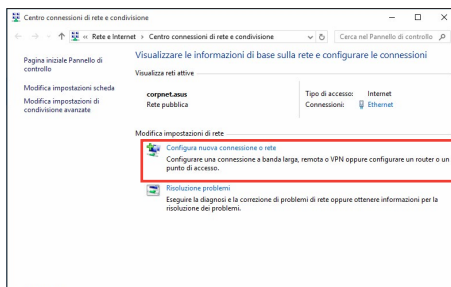 Centro connessioni di rete e condivisione
« Rete e Internet > Centro connessioni di rete e condivisione
Cerca nel Pannello di controllo
Pagina iniziale Pannello di
controllo
Modifica impostazioni scheda
Modifica impostazioni di
condivisione avanzate
Visualizzare le informazioni di base sulla rete e configurare le connessioni
Visualizza reti attive
corpnet.asus
Rete pubblica
Tipo di accesso: Internet
Connessioni: Ethernet
Modifica impostazioni di rete
Configura nuova connessione o rete
Configurare una connessione a banda larga, remota o VPN oppure configurare un router o un
punto di accesso.
Risoluzione problemi
Eseguire la diagnosi e la correzione di problemi di rete oppure ottenere informazioni per la
risoluzione dei problemi.